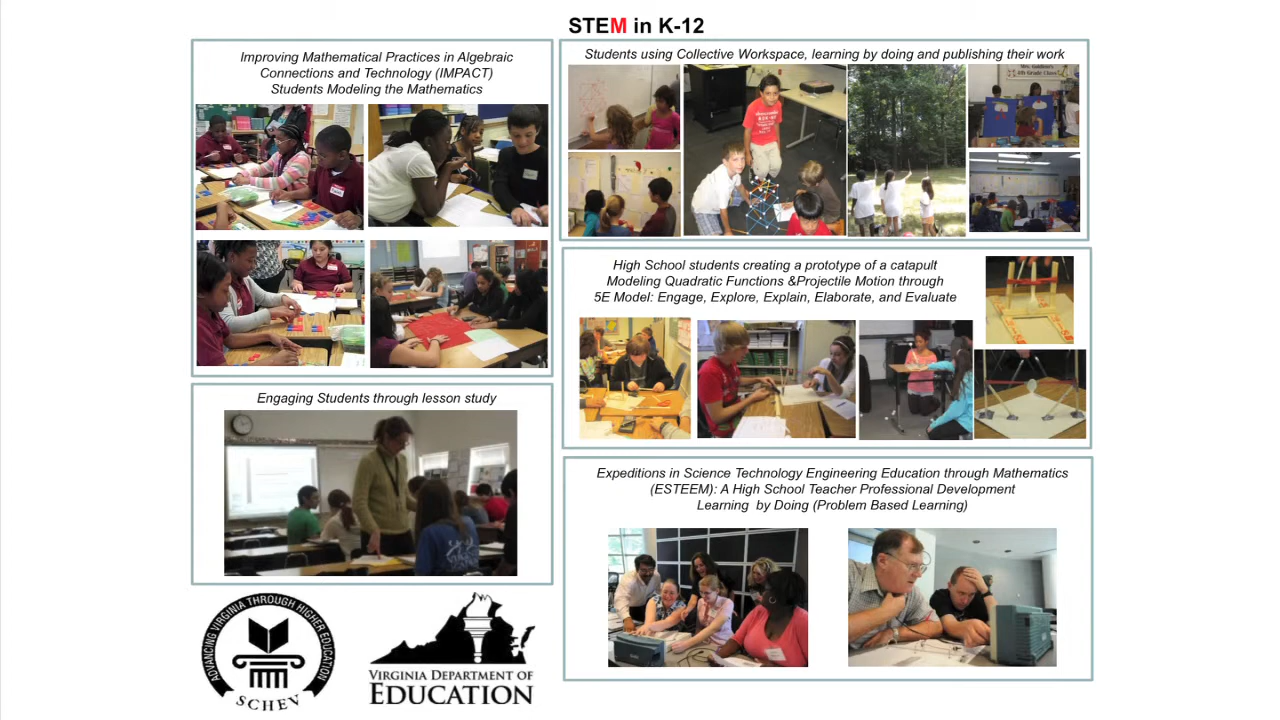 STEM in K-12
Improving Mathematical Practices in Algebraic
Connections and Technology (IMPACT)
Students Modeling the Mathematics
Students using Collective Workspace, learning by doing and publishing their work
4th Grade Class
High School students creating a prototype of a catapult
Modeling Quadratic Functions &Projectile Motion through
5E Model: Engage, Explore, Explain, Elaborate, and Evaluate
Engaging Students through lesson study
Expeditions in Science Technology Engineering Education through Mathematics
(ESTEEM): A High School Teacher Professional Development
Learning by Doing (Problem Based Learning)
ADVANCING VIRGINIA THROUGH HIGHER EDUCATION
SCHEV
VIRGINIA DEPARTMENT OF
EDUCATION